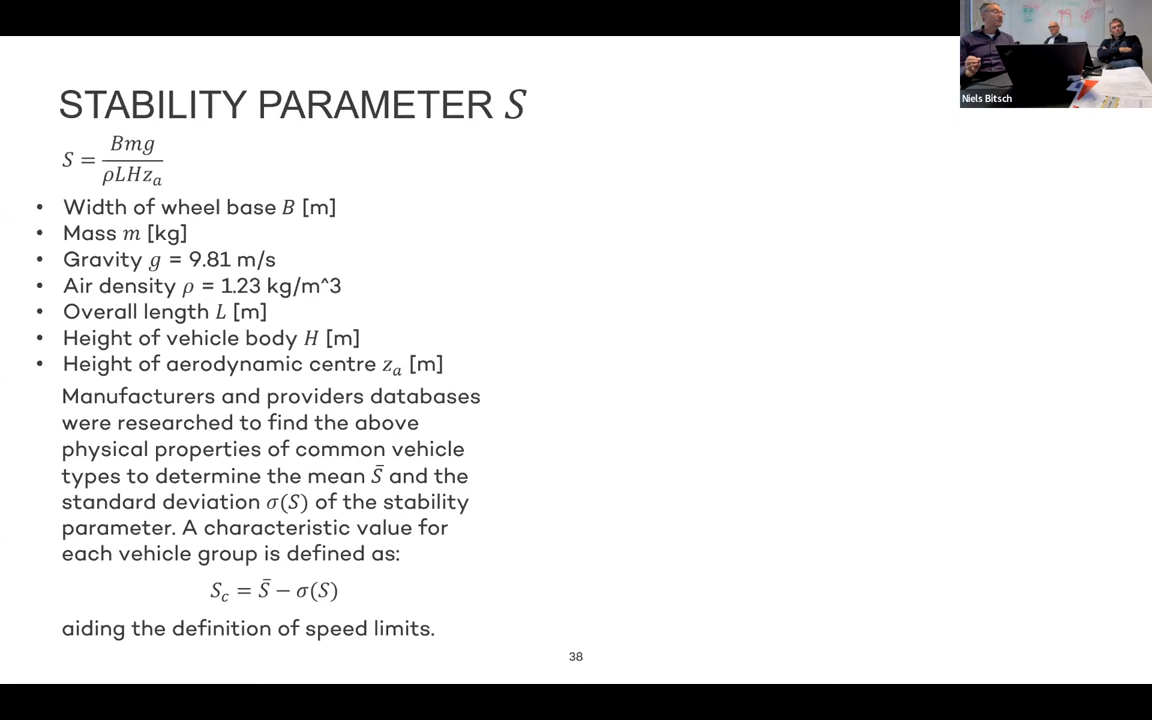 STABILITY PARAMETER S
S = Bmg / ρLHzₐ
• Width of wheel base B [m]
• Mass m [kg]
• Gravity g = 9.81 m/s
• Air density ρ = 1.23 kg/m^3
• Overall length L [m]
• Height of vehicle body H [m]
• Height of aerodynamic centre zₐ [m]
Manufacturers and providers databases
were researched to find the above
physical properties of common vehicle
types to determine the mean S̄ and the
standard deviation σ(S) of the stability
parameter. A characteristic value for
each vehicle group is defined as:
S_c = S̄ − σ(S)
aiding the definition of speed limits.
38
Niels Bitsch